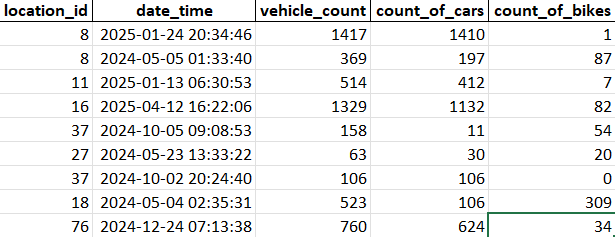 location_id date_time vehicle_count count_of_cars count_of_bikes
8 2025-01-24 20:34:46 1417 1410 1
8 2024-05-05 01:33:40 369 197 87
11 2025-01-13 06:30:53 514 412 7
16 2025-04-12 16:22:06 1329 1132 82
37 2024-10-05 09:08:53 158 11 54
27 2024-05-23 13:33:22 63 30 20
37 2024-10-02 20:24:40 106 106 0
18 2024-05-04 02:35:31 523 106 309
76 2024-12-24 07:13:38 760 624 34